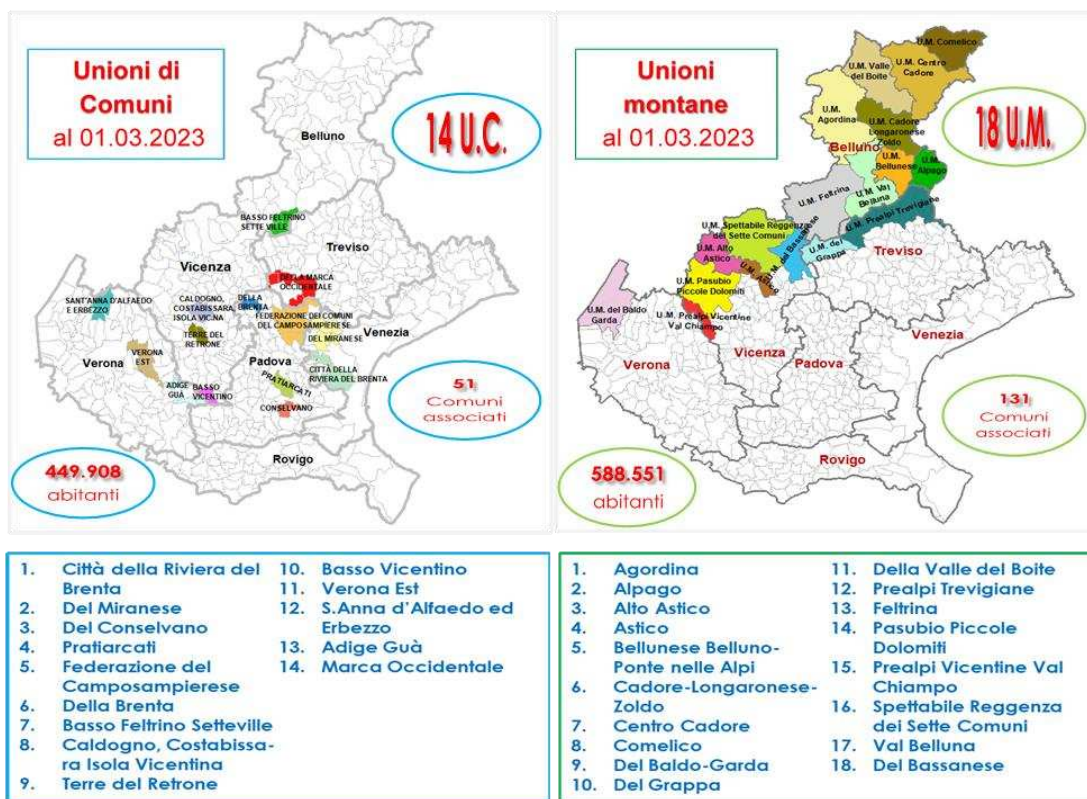 Unioni di
Comuni
al 01.03.2023
14 U.C.
Belluno
BASSO FELTRINO
SETTE VILLE
Treviso
Vicenza
DELLA MARCA
OCCIDENTALE
SANT'ANNA D'ALFAEDO
E ERBEZZO
CALDOGNO,
COSTABISSARA,
ISOLA VIC.NA
DELLA
BRENTA
FEDERAZIONE DEI COMUNI
DEL CAMPOSAMPIERESE
TERRE DEL
RETRONE
Venezia
DEL MIRANESE
Verona
VERONA
EST
Padova
CITTÀ DELLA
RIVIERA DEL BRENTA
ADIGE
GUÀ
BASSO
VICENTINO
PRATIARCATI
CONSELVANO
51
Comuni
associati
Rovigo
449.908
abitanti
Unioni
montane
al 01.03.2023
18 U.M.
U.M. Comelico
U.M. Valle
del Boite
U.M. Centro
Cadore
U.M.
Agordina
U.M. Cadore
Longaronese
Zoldo
Belluno
U.M.
Bellunese
U.M.
Alpago
U.M. Feltrina
U.M. Val
Belluna
U.M. Prealpi Trevigiane
U.M. Spettabile Reggenza
dei Sette Comuni
U.M. del Bassanese
U.M. del
Grappa
U.M. Alto
Astico
U.M. Astico
Treviso
U.M. Pasubio
Piccole Dolomiti
U.M. del Baldo
Garda
U.M. Prealpi Vicentine
Val Chiampo
Venezia
Verona
Vicenza
Padova
131
Comuni
associati
Rovigo
588.551
abitanti
1. Città della Riviera del
Brenta
2. Del Miranese
3. Del Conselvano
4. Pratiarcati
5. Federazione del
Camposampierese
6. Della Brenta
7. Basso Feltrino Setteville
8. Caldogno, Costabissa-
ra Isola Vicentina
9. Terre del Retrone
10. Basso Vicentino
11. Verona Est
12. S.Anna d'Alfaedo ed
Erbezzo
13. Adige Guà
14. Marca Occidentale
1. Agordina
2. Alpago
3. Alto Astico
4. Astico
5. Bellunese Belluno-
Ponte nelle Alpi
6. Cadore-Longaronese-
Zoldo
7. Centro Cadore
8. Comelico
9. Del Baldo-Garda
10. Del Grappa
11. Della Valle del Boite
12. Prealpi Trevigiane
13. Feltrina
14. Pasubio Piccole
Dolomiti
15. Prealpi Vicentine Val
Chiampo
16. Spettabile Reggenza
dei Sette Comuni
17. Val Belluna
18. Del Bassanese